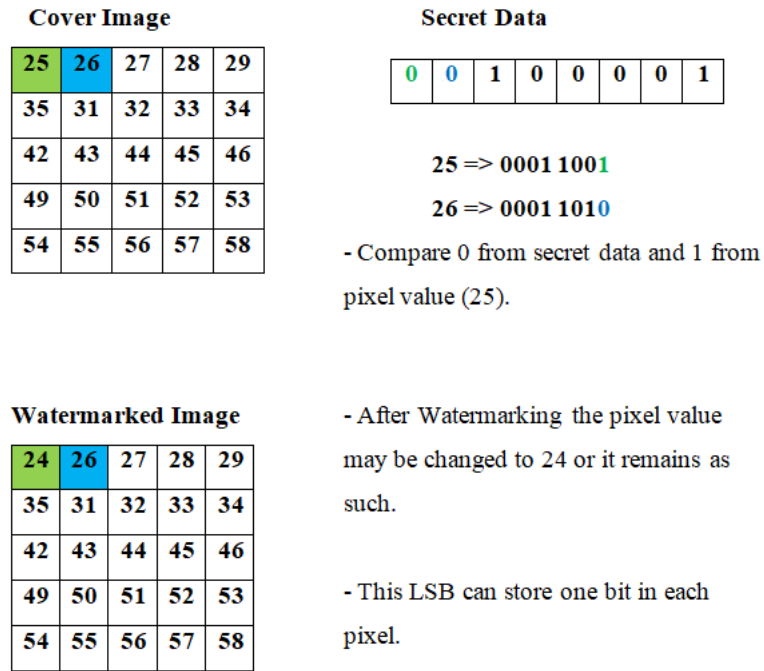 Cover Image
25 26 27 28 29
35 31 32 33 34
42 43 44 45 46
49 50 51 52 53
54 55 56 57 58
Secret Data
0 0 1 0 0 0 0 1
25 => 0001 1001
26 => 0001 1010
- Compare 0 from secret data and 1 from
pixel value (25).
Watermarked Image
24 26 27 28 29
35 31 32 33 34
42 43 44 45 46
49 50 51 52 53
54 55 56 57 58
- After Watermarking the pixel value
may be changed to 24 or it remains as
such.
- This LSB can store one bit in each
pixel.